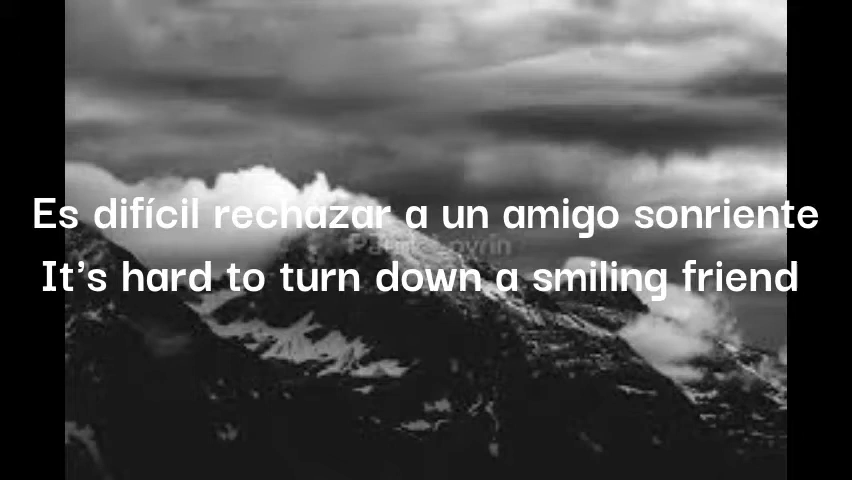 Es difícil rechazar a un amigo sonriente
It's hard to turn down a smiling friend